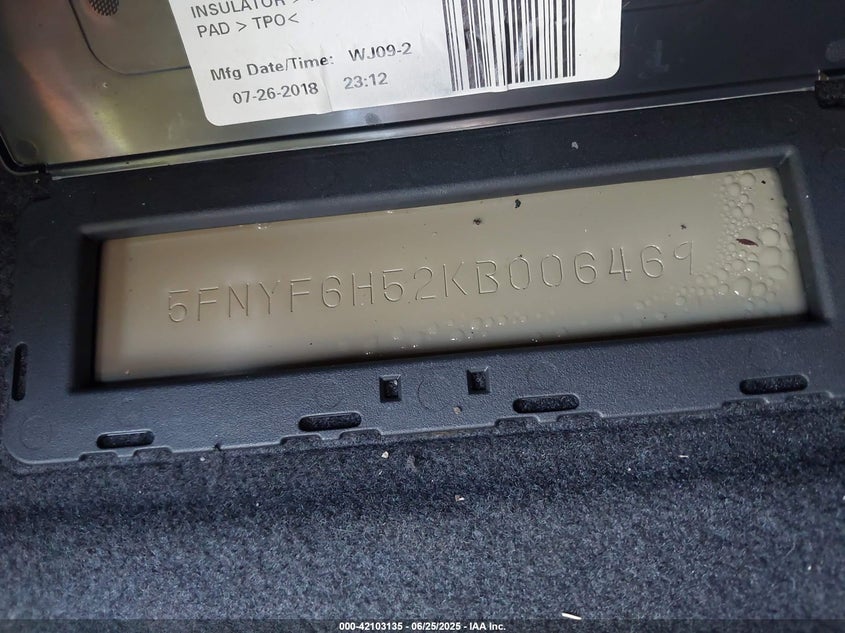 INSULATOR >
PAD > TPO<
Mfg Date/Time: WJ09-2
07-26-2018 23:12
5FNYF6H52KB006469
000-42103135 - 06/25/2025 - IAA Inc.